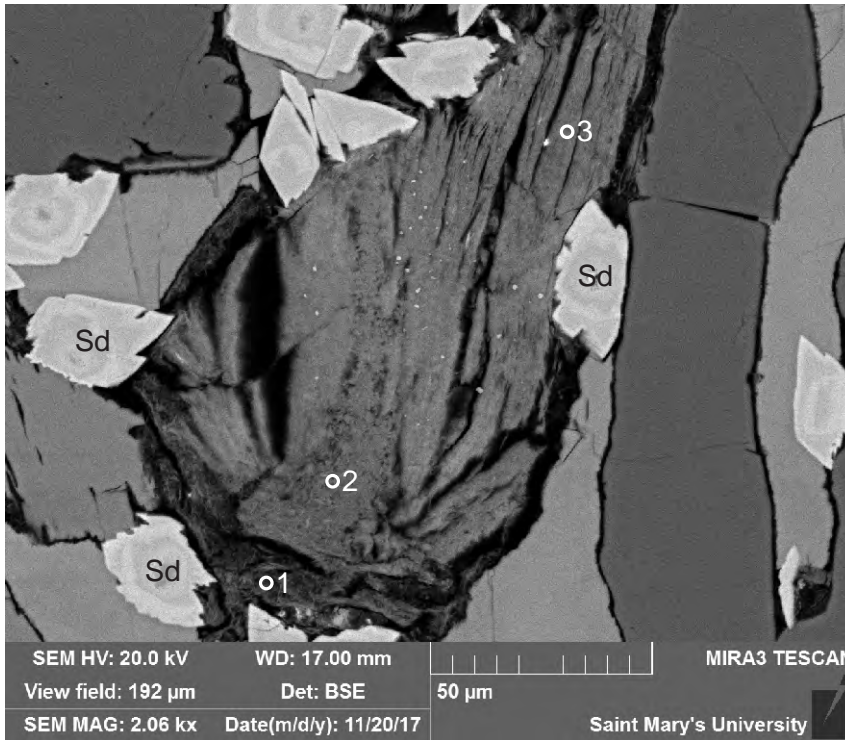 3
Sd
Sd
2
Sd
1
SEM HV: 20.0 kV WD: 17.00 mm MIRA3 TESCAN
View field: 192 µm Det: BSE 50 µm
SEM MAG: 2.06 kx Date(m/d/y): 11/20/17 Saint Mary's University